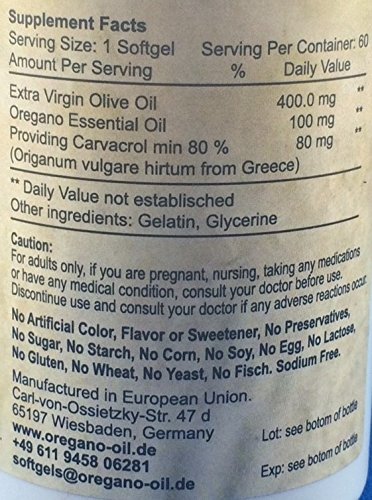 Supplement Facts
Serving Size: 1 Softgel Serving Per Container: 60
Amount Per Serving % Daily Value
Extra Virgin Olive Oil 400.0 mg **
Oregano Essential Oil 100 mg **
Providing Carvacrol min 80 % 80 mg **
(Origanum vulgare hirtum from Greece)
** Daily Value not establisched
Other ingredients: Gelatin, Glycerine
Caution:
For adults only, if you are pregnant, nursing, taking any medications
or have any medical condition, consult your doctor before use.
Discontinue use and consult your doctor if any adverse reactions occur.
No Artificial Color, Flavor or Sweetener, No Preservatives,
No Sugar, No Starch, No Corn, No Soy, No Egg, No Lactose,
No Gluten, No Wheat, No Yeast, No Fisch. Sodium Free.
Manufactured in European Union.
Carl-von-Ossietzky-Str. 47 d
65197 Wiesbaden, Germany
www.oregano-oil.de
+49 611 9458 06281
softgels@oregano-oil.de
Lot: see botom of bottle
Exp: see botom of bottle